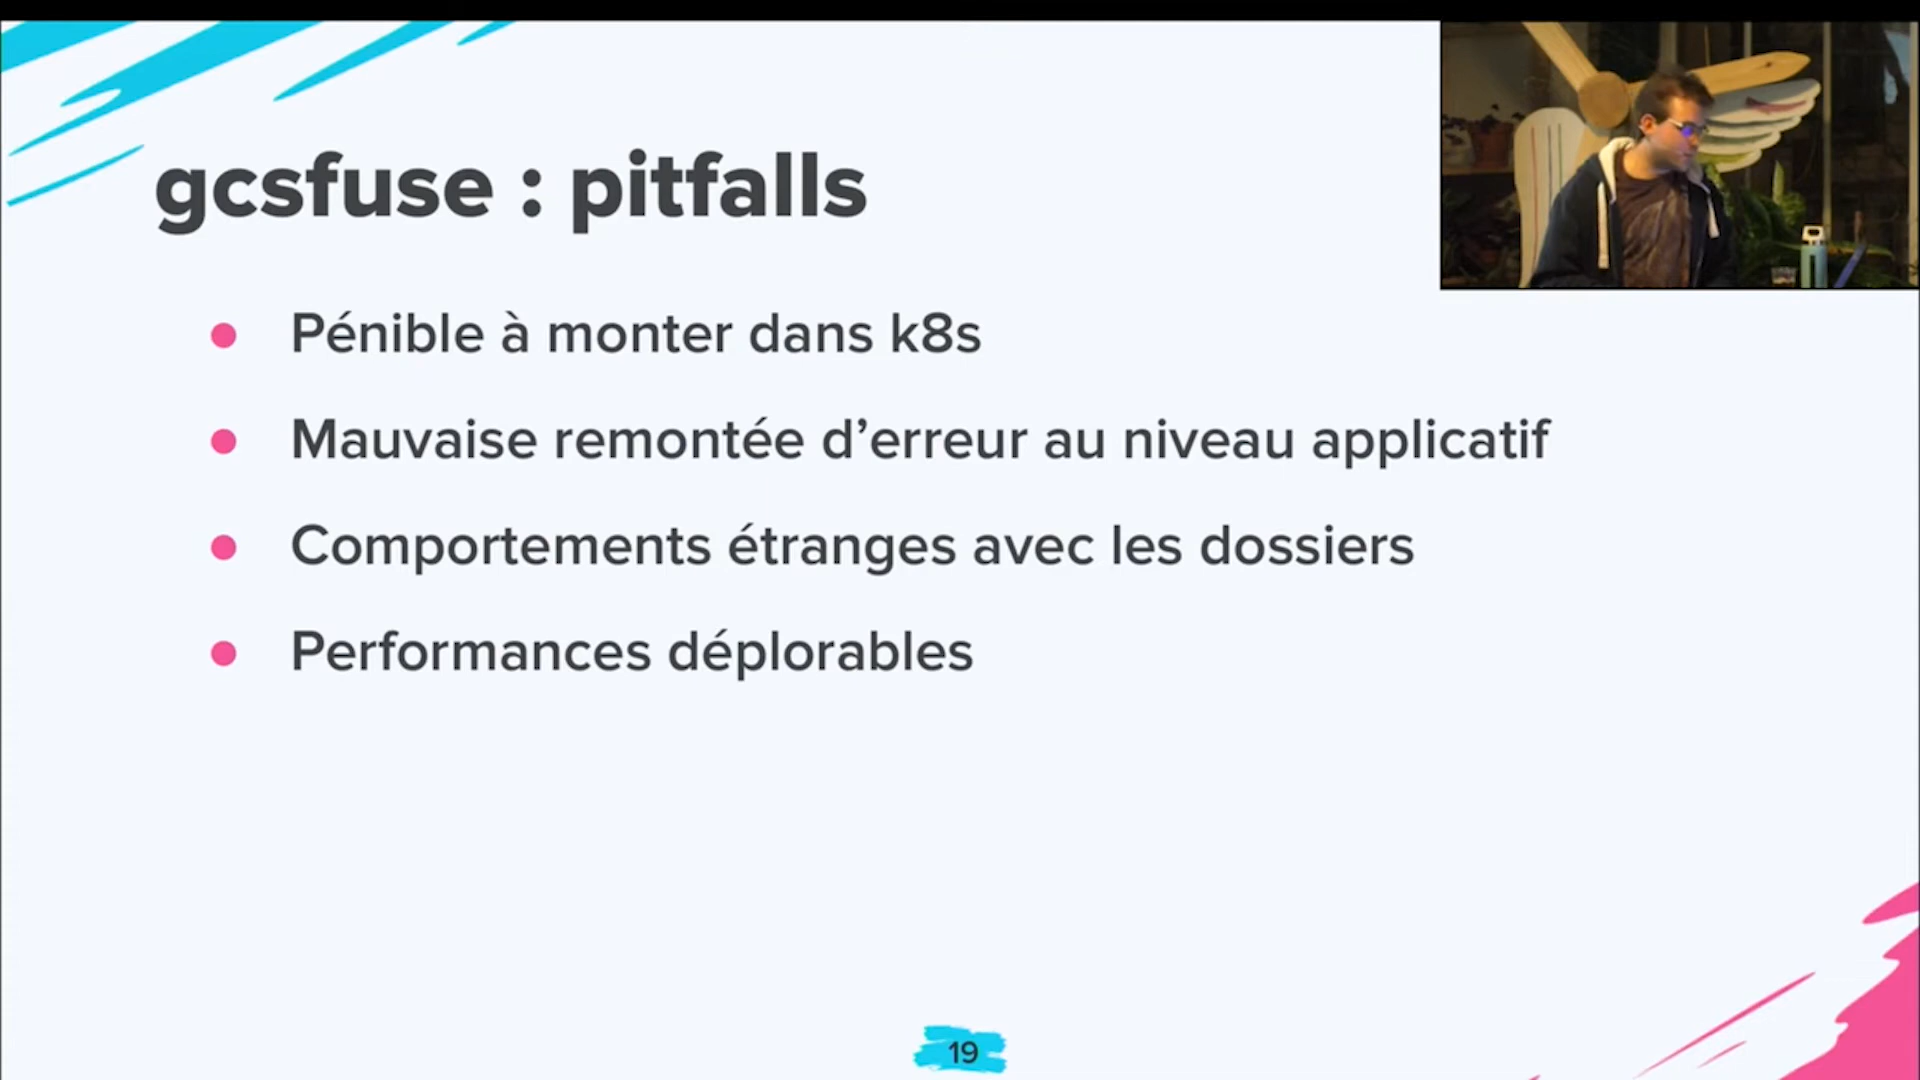 gcsfuse : pitfalls
Pénible à monter dans k8s
Mauvaise remontée d’erreur au niveau applicatif
Comportements étranges avec les dossiers
Performances déplorables
19